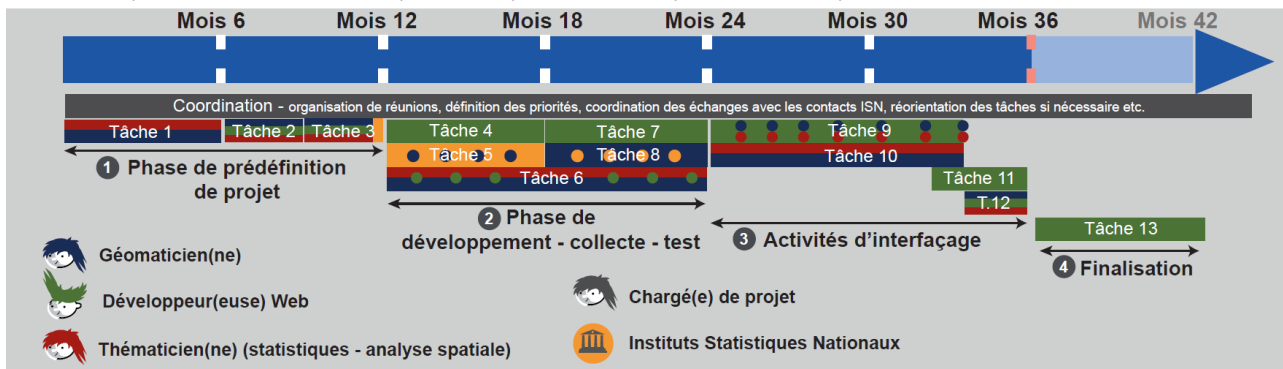 Mois 6 Mois 12 Mois 18 Mois 24 Mois 30 Mois 36 Mois 42
Coordination - organisation de réunions, définition des priorités, coordination des échanges avec les contacts ISN, réorientation des tâches si nécessaire etc.
Tâche 1 Tâche 2 Tâche 3 Tâche 4 Tâche 7 Tâche 9
Tâche 5 Tâche 8 Tâche 10
Tâche 6 Tâche 11
T.12
Tâche 13
1 Phase de prédéfinition
de projet
2 Phase de
développement - collecte - test
3 Activités d'interfaçage
4 Finalisation
Géomaticien(ne)
Développeur(euse) Web
Thématicien(ne) (statistiques - analyse spatiale)
Chargé(e) de projet
Instituts Statistiques Nationaux